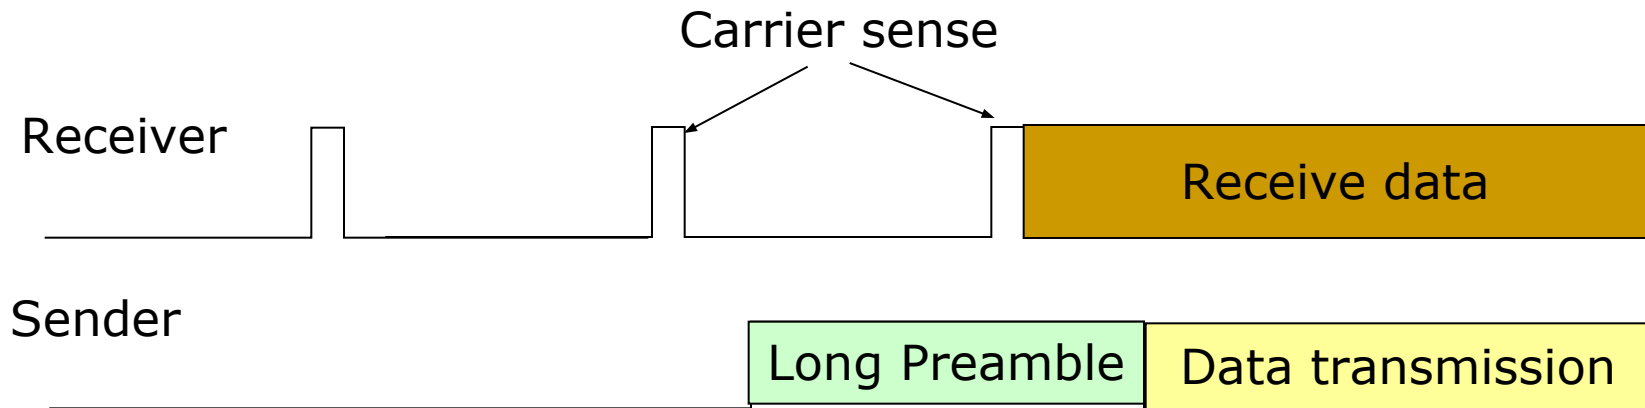 Carrier sense
Receiver
Receive data
Sender
Long Preamble
Data transmission